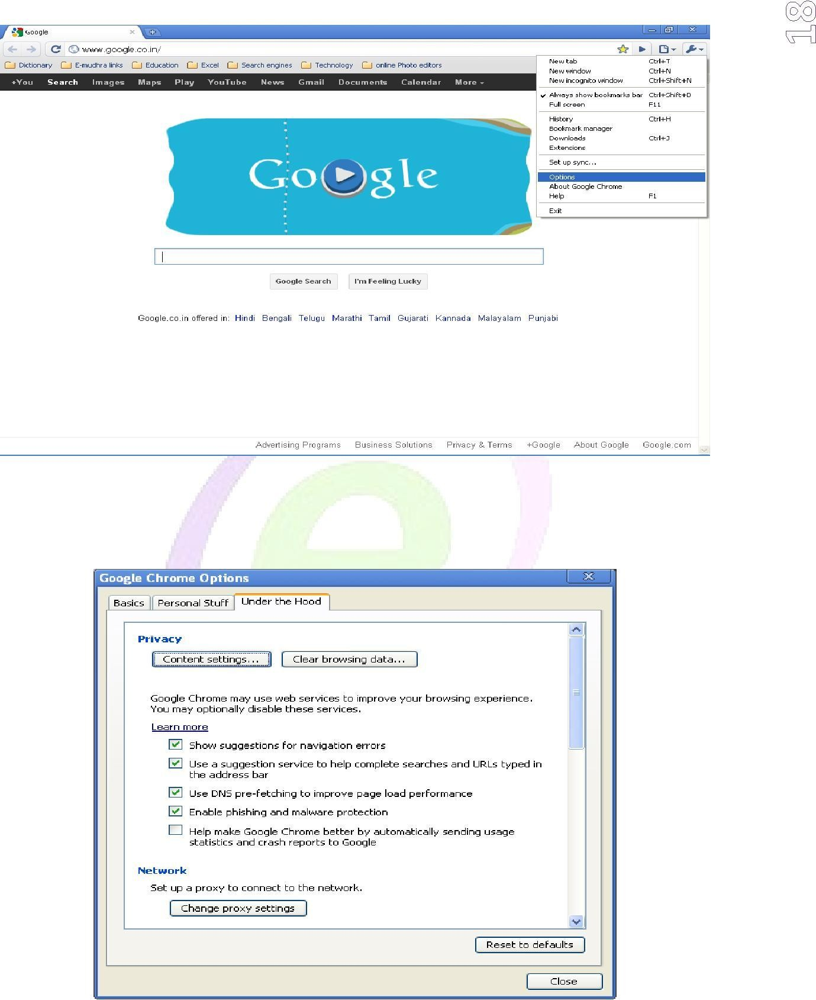 18
Google
www.google.co.in/
Dictionary E-mudhra links Education Excel Search engines Technology online Photo editors
+You Search Images Maps Play YouTube News Gmail Documents Calendar More
New tab Ctrl+T
New window Ctrl+N
New incognito window Ctrl+Shift+N
Always show bookmarks bar Ctrl+Shift+B
Full screen F11
History Ctrl+H
Bookmark manager
Downloads Ctrl+J
Extensions
Set up sync...
Options
About Google Chrome
Help F1
Exit
Google
Google Search I'm Feeling Lucky
Google.co.in offered in: Hindi Bengali Telugu Marathi Tamil Gujarati Kannada Malayalam Punjabi
Advertising Programs Business Solutions Privacy & Terms +Google About Google Google.com
e
Google Chrome Options
Basics Personal Stuff Under the Hood
Privacy
Content settings... Clear browsing data...
Google Chrome may use web services to improve your browsing experience.
You may optionally disable these services.
Learn more
Show suggestions for navigation errors
Use a suggestion service to help complete searches and URLs typed in
the address bar
Use DNS pre-fetching to improve page load performance
Enable phishing and malware protection
Help make Google Chrome better by automatically sending usage
statistics and crash reports to Google
Network
Set up a proxy to connect to the network.
Change proxy settings
Reset to defaults
Close